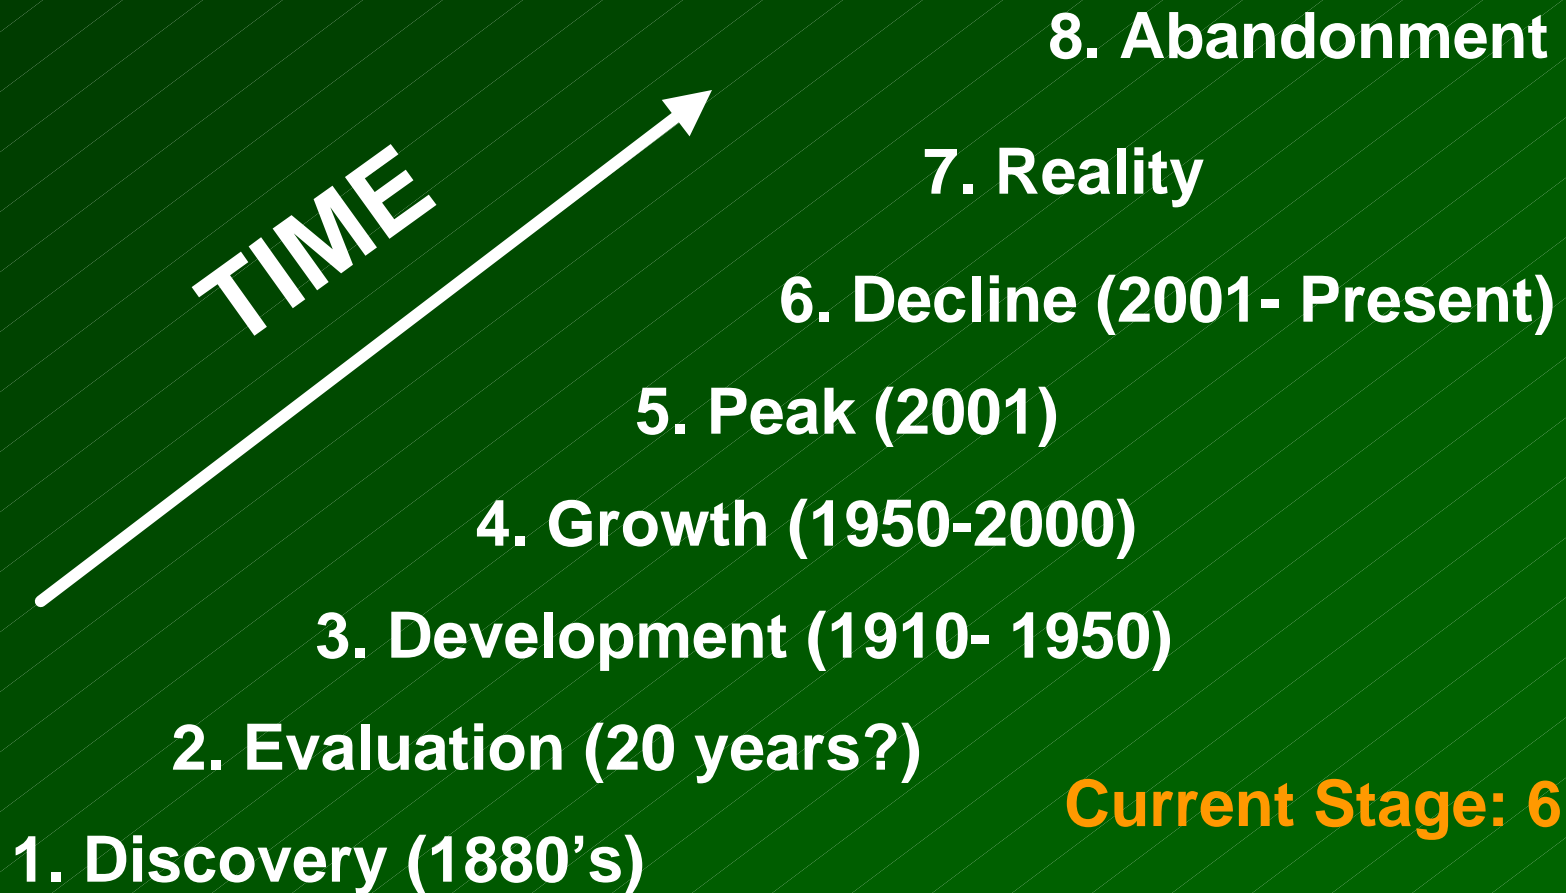 8. Abandonment
TIME
7. Reality
6. Decline (2001- Present)
5. Peak (2001)
4. Growth (1950-2000)
3. Development (1910- 1950)
2. Evaluation (20 years?)
Current Stage: 6
1. Discovery (1880’s)